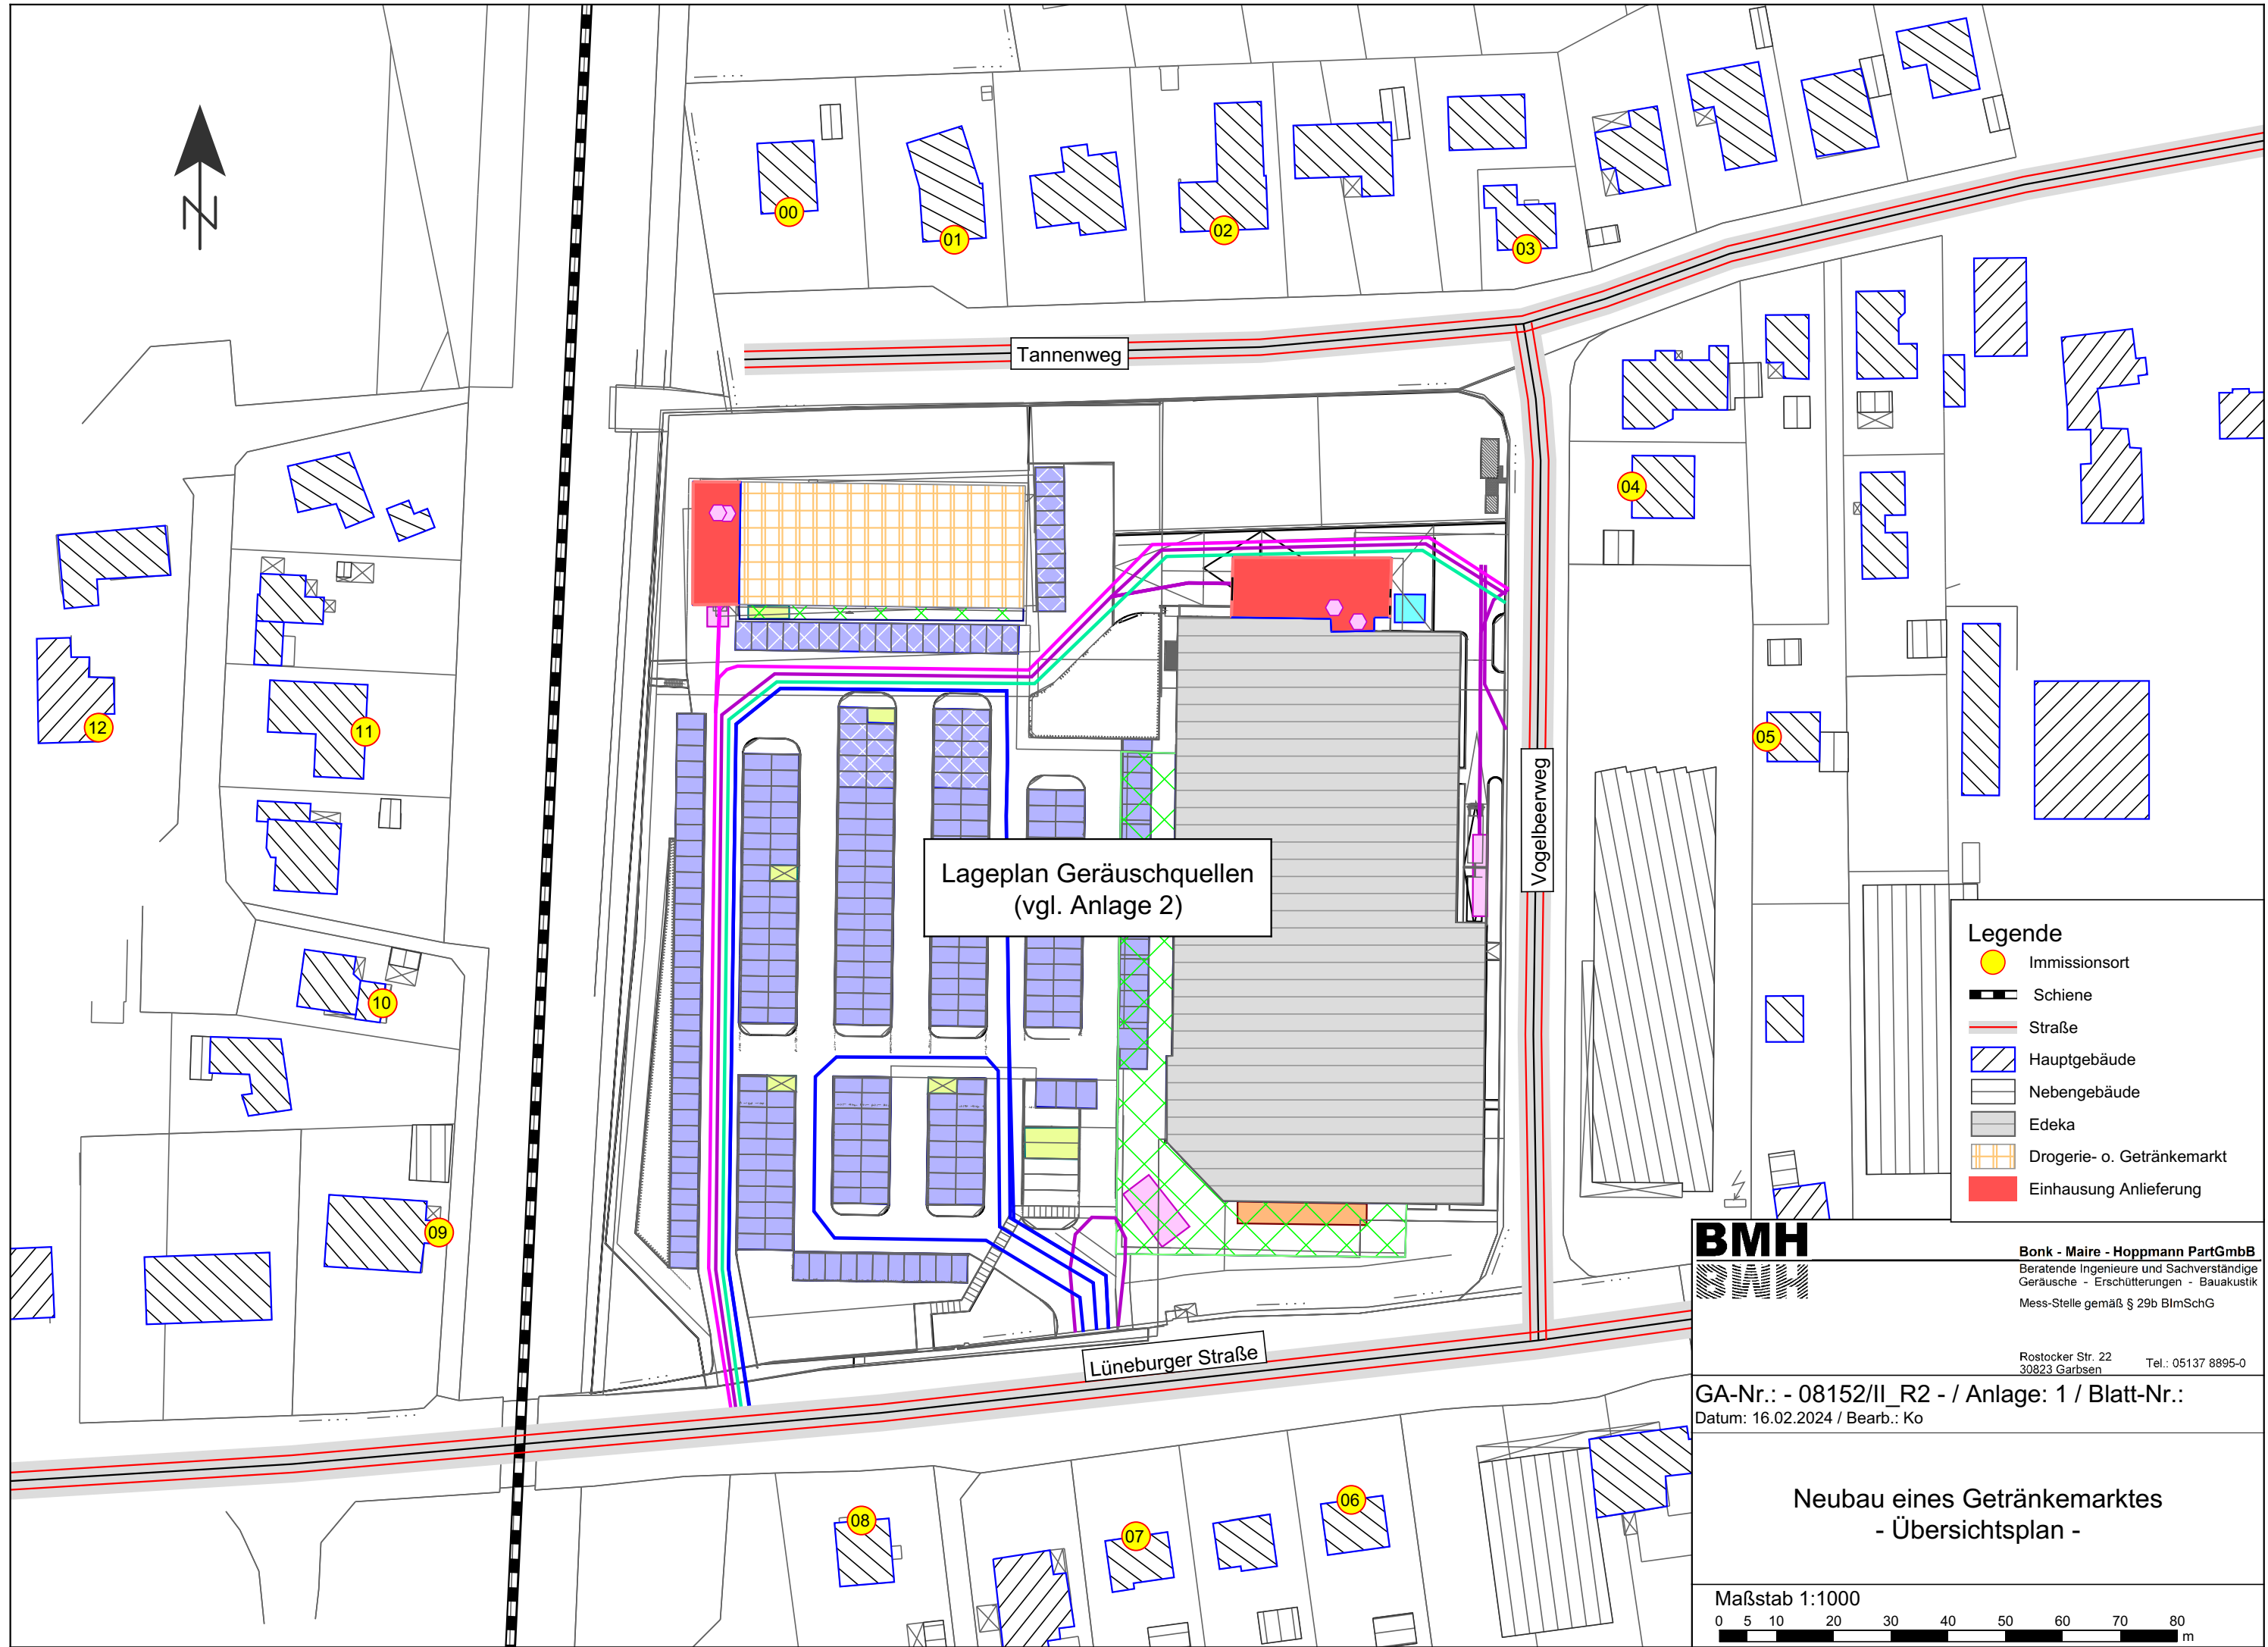 N
00
01
02
03
Tannenweg
04
12
11
05
Vogelbeerweg
Lageplan Geräuschquellen
(vgl. Anlage 2)
10
09
Lüneburger Straße
08
07
06
Legende
Immissionsort
Schiene
Straße
Hauptgebäude
Nebengebäude
Edeka
Drogerie- o. Getränkemarkt
Einhausung Anlieferung
BMH
BMH
Bonk - Maire - Hoppmann PartGmbB
Beratende Ingenieure und Sachverständige
Geräusche - Erschütterungen - Bauakustik
Mess-Stelle gemäß § 29b BImSchG
Rostocker Str. 22
30823 Garbsen
Tel.: 05137 8895-0
GA-Nr.: - 08152/II_R2 - / Anlage: 1 / Blatt-Nr.:
Datum: 16.02.2024 / Bearb.: Ko
Neubau eines Getränkemarktes
- Übersichtsplan -
Maßstab 1:1000
0 5 10 20 30 40 50 60 70 80
m